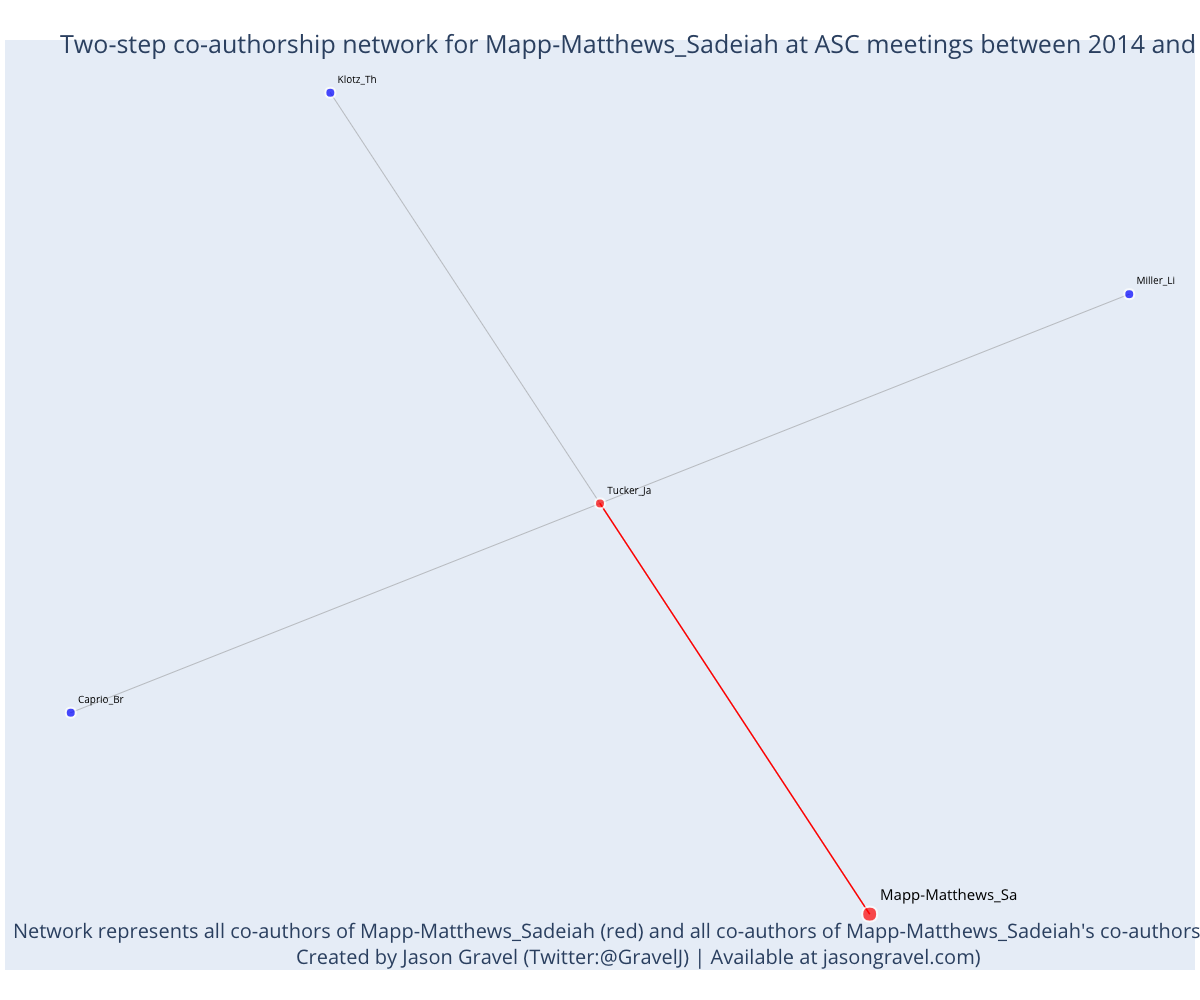 Two-step co-authorship network for Mapp-Matthews_Sadeiah at ASC meetings between 2014 and
Klotz_Th
Miller_Li
Tucker_Ja
Caprio_Br
Mapp-Matthews_Sa
Network represents all co-authors of Mapp-Matthews_Sadeiah (red) and all co-authors of Mapp-Matthews_Sadeiah's co-authors
Created by Jason Gravel (Twitter:@GravelJ) | Available at jasongravel.com)